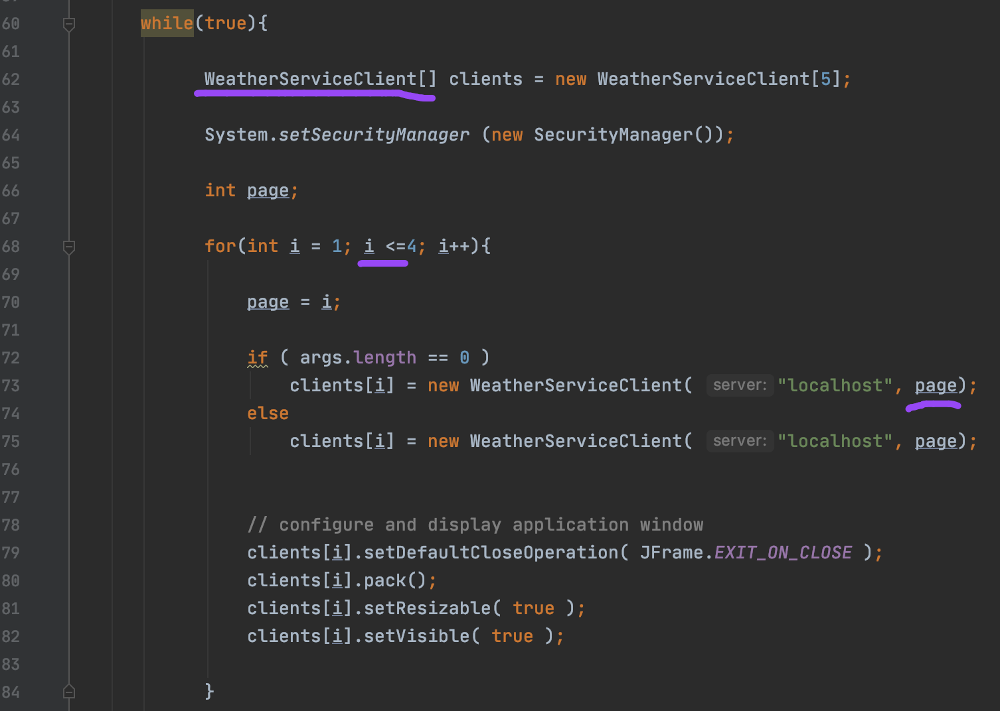 60 while(true){
61
62 WeatherServiceClient[] clients = new WeatherServiceClient[5];
63
64 System.setSecurityManager (new SecurityManager());
65
66 int page;
67
68 for(int i = 1; i <=4; i++){
69
70 page = i;
71
72 if ( args.length == 0 )
73 clients[i] = new WeatherServiceClient( server: "localhost", page);
74 else
75 clients[i] = new WeatherServiceClient( server: "localhost", page);
76
77
78 // configure and display application window
79 clients[i].setDefaultCloseOperation( JFrame.EXIT_ON_CLOSE );
80 clients[i].pack();
81 clients[i].setResizable( true );
82 clients[i].setVisible( true );
83
84 }